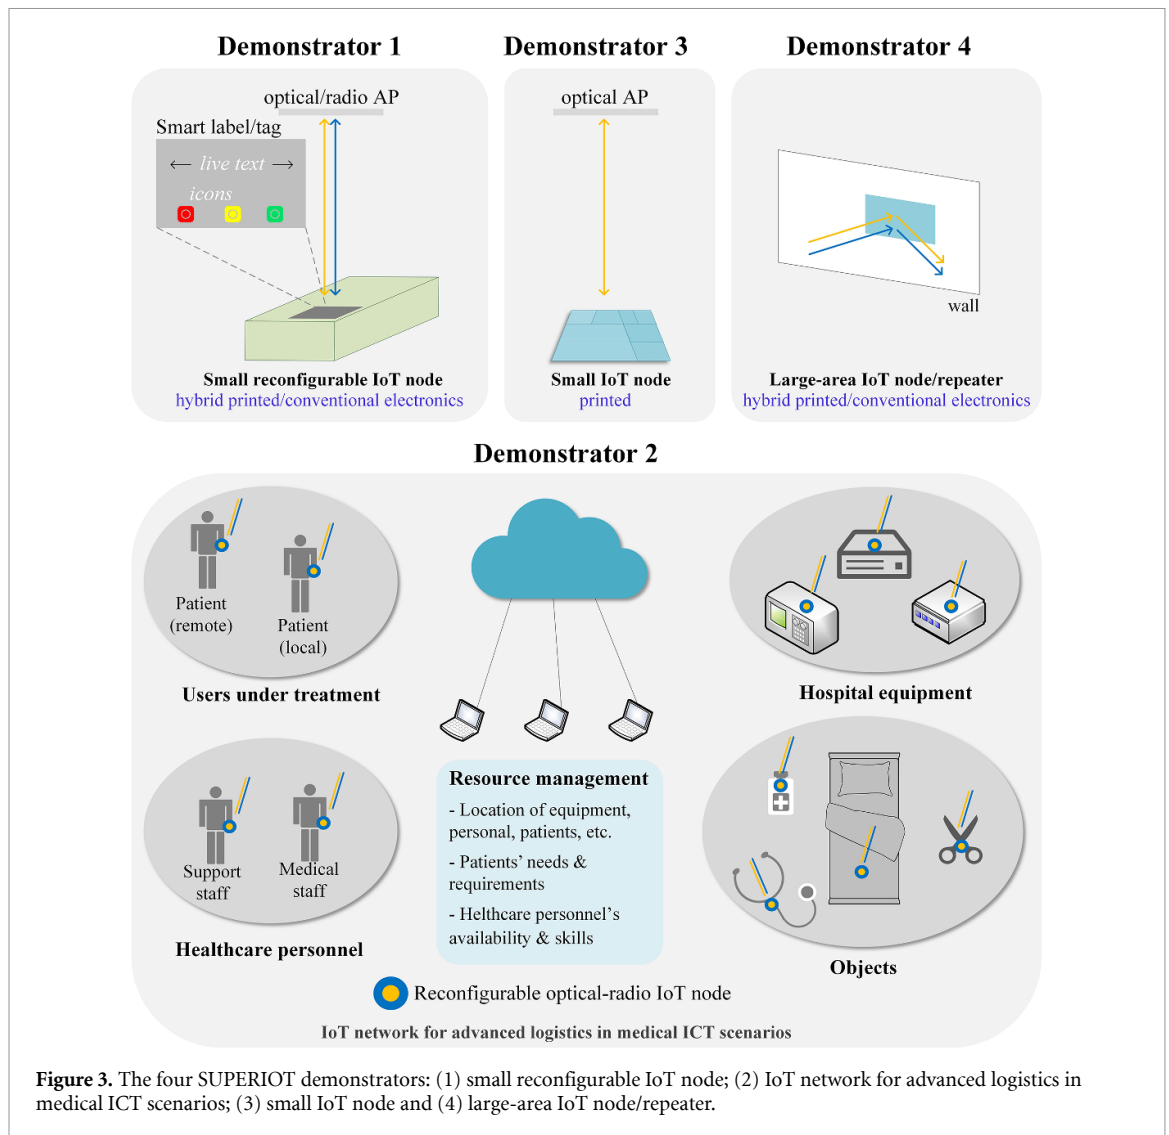 Demonstrator 1
optical/radio AP
Smart label/tag
live text
icons
Small reconfigurable IoT node
hybrid printed/conventional electronics
Demonstrator 3
optical AP
Small IoT node
printed
Demonstrator 4
wall
Large-area IoT node/repeater
hybrid printed/conventional electronics
Demonstrator 2
Patient
(remote)
Patient
(local)
Users under treatment
Hospital equipment
Support
staff
Medical
staff
Healthcare personnel
Resource management
- Location of equipment,
personal, patients, etc.
- Patients’ needs &
requirements
- Helthcare personnel’s
availability & skills
Objects
Reconfigurable optical-radio IoT node
IoT network for advanced logistics in medical ICT scenarios
Figure 3. The four SUPERIOT demonstrators: (1) small reconfigurable IoT node; (2) IoT network for advanced logistics in
medical ICT scenarios; (3) small IoT node and (4) large-area IoT node/repeater.